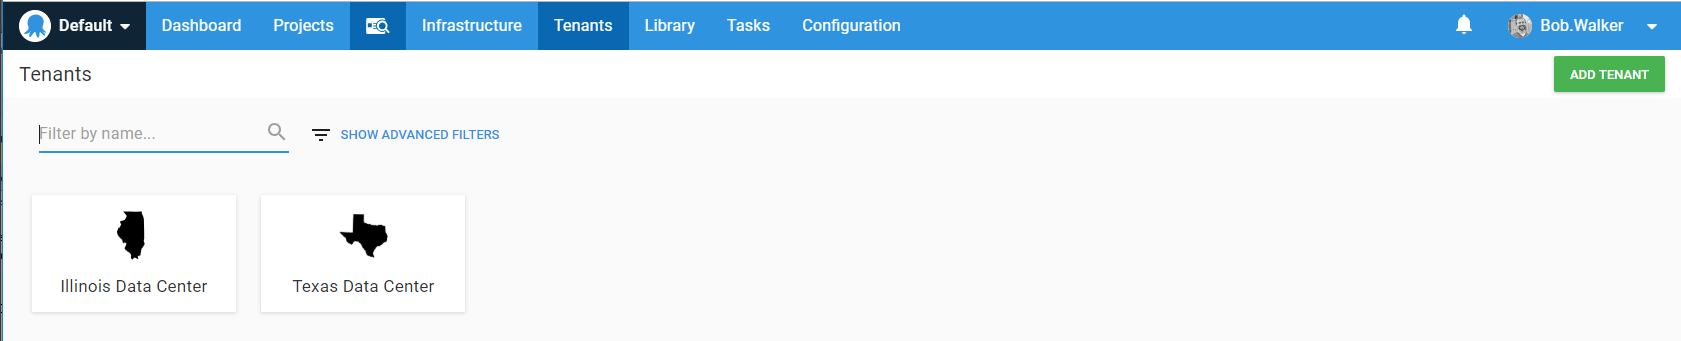 Default Dashboard Projects Infrastructure Tenants Library Tasks Configuration Bob.Walker
Tenants ADD TENANT
Filter by name... SHOW ADVANCED FILTERS
Illinois Data Center Texas Data Center